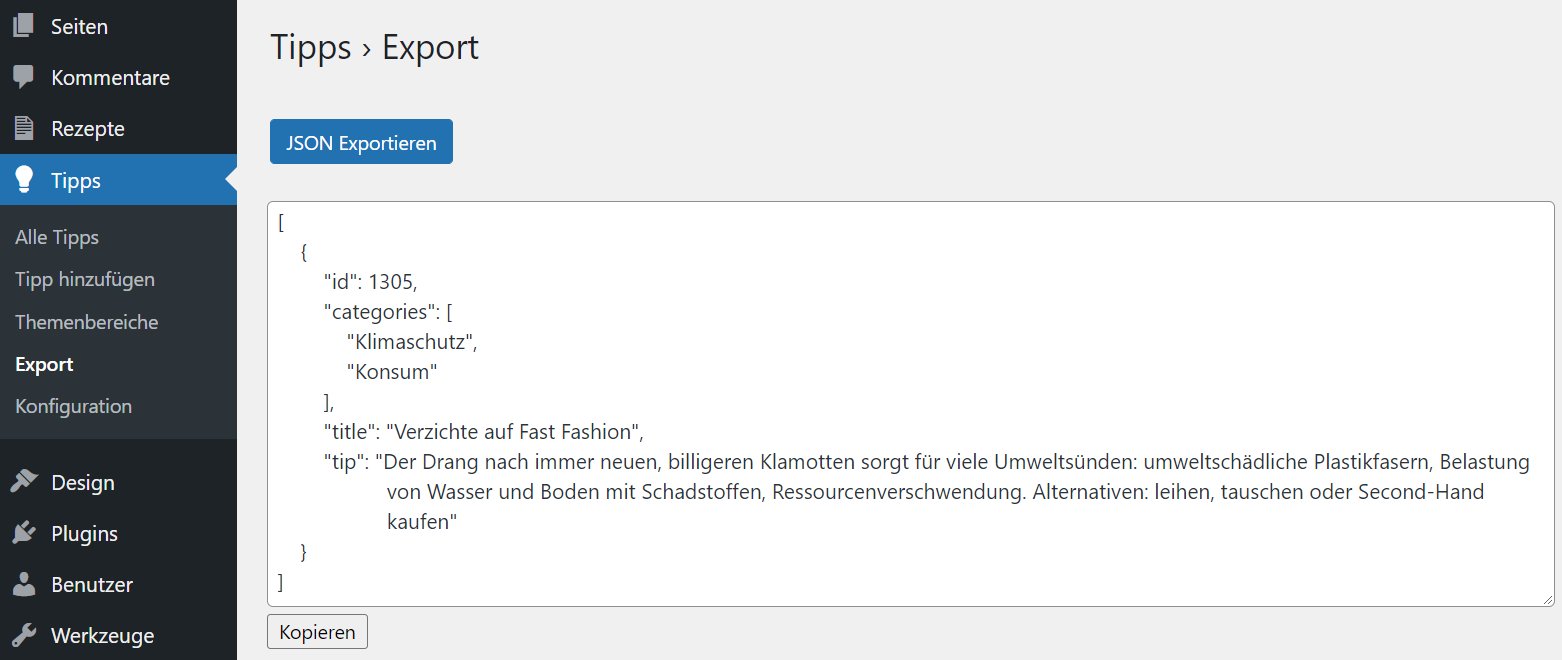 Seiten
Kommentare
Rezepte
Tipps
Alle Tipps
Tipp hinzufügen
Themenbereiche
Export
Konfiguration
Design
Plugins
Benutzer
Werkzeuge
Tipps › Export
JSON Exportieren
[
{
"id": 1305,
"categories": [
"Klimaschutz",
"Konsum"
],
"title": "Verzichte auf Fast Fashion",
"tip": "Der Drang nach immer neuen, billigeren Klamotten sorgt für viele Umweltsünden: umweltschädliche Plastikfasern, Belastung
von Wasser und Boden mit Schadstoffen, Ressourcenverschwendung. Alternativen: leihen, tauschen oder Second-Hand
kaufen"
}
]
Kopieren